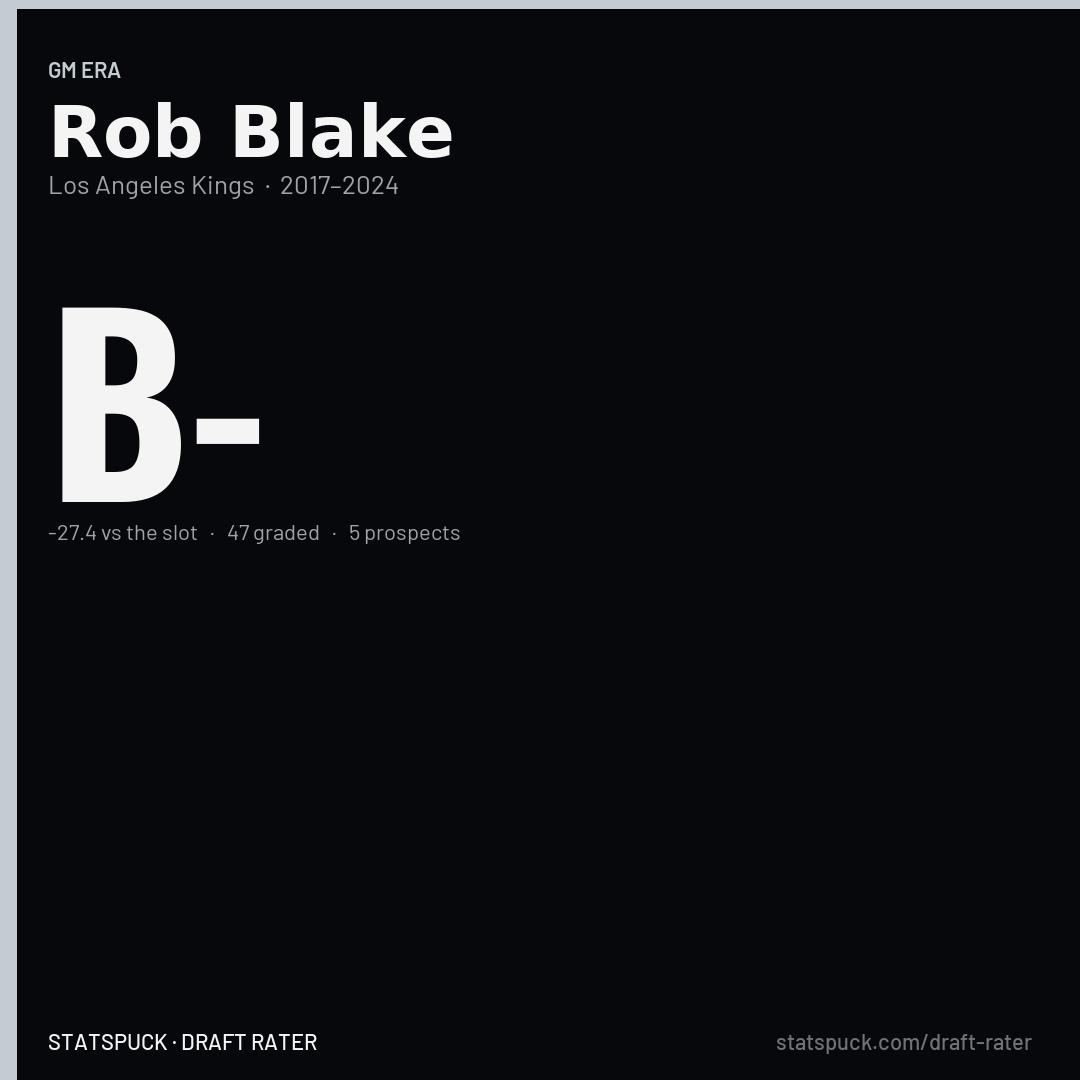 GM ERA
Rob Blake
Los Angeles Kings · 2017–2024
B-
-27.4 vs the slot · 47 graded · 5 prospects
STATSPUCK · DRAFT RATER
statspuck.com/draft-rater